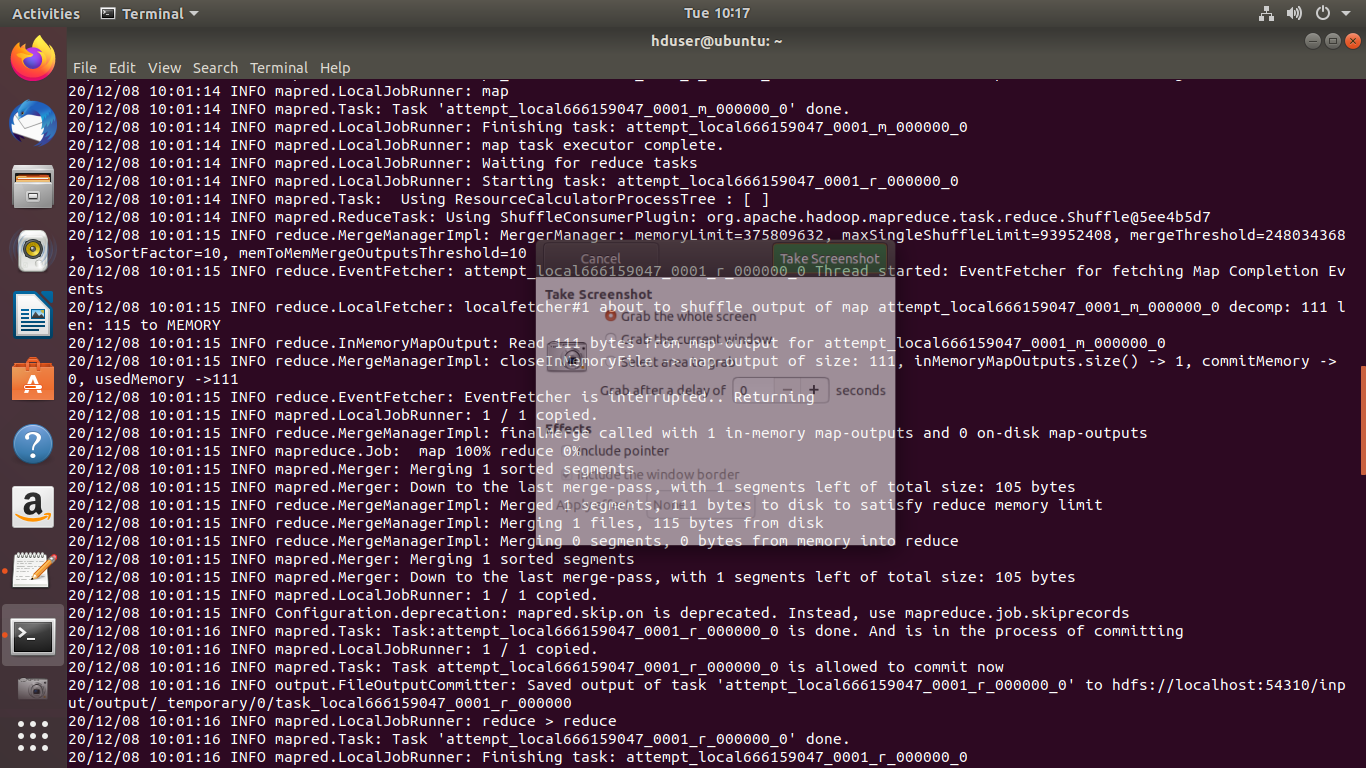 Activities
Terminal
Tue 10:17
hduser@ubuntu: ~
File Edit View Search Terminal Help
20/12/08 10:01:14 INFO mapred.LocalJobRunner: map
20/12/08 10:01:14 INFO mapred.Task: Task 'attempt_local666159047_0001_m_000000_0' done.
20/12/08 10:01:14 INFO mapred.LocalJobRunner: Finishing task: attempt_local666159047_0001_m_000000_0
20/12/08 10:01:14 INFO mapred.LocalJobRunner: map task executor complete.
20/12/08 10:01:14 INFO mapred.LocalJobRunner: Waiting for reduce tasks
20/12/08 10:01:14 INFO mapred.LocalJobRunner: Starting task: attempt_local666159047_0001_r_000000_0
20/12/08 10:01:14 INFO mapred.Task:  Using ResourceCalculatorProcessTree : [ ]
20/12/08 10:01:14 INFO mapred.ReduceTask: Using ShuffleConsumerPlugin: org.apache.hadoop.mapreduce.task.reduce.Shuffle@5ee4b5d7
20/12/08 10:01:15 INFO reduce.MergeManagerImpl: MergerManager: memoryLimit=375809632, maxSingleShuffleLimit=93952408, mergeThreshold=248034368
, ioSortFactor=10, memToMemMergeOutputsThreshold=10
Cancel
Take Screenshot
20/12/08 10:01:15 INFO reduce.EventFetcher: attempt_local666159047_0001_r_000000_0 Thread started: EventFetcher for fetching Map Completion Ev
ents
Take Screenshot
20/12/08 10:01:15 INFO reduce.LocalFetcher: localfetcher#1 about to shuffle output of map attempt_local666159047_0001_m_000000_0 decomp: 111 l
en: 115 to MEMORY
Grab the whole screen
Grab the current window
20/12/08 10:01:15 INFO reduce.InMemoryMapOutput: Read 111 bytes from map-output for attempt_local666159047_0001_m_000000_0
20/12/08 10:01:15 INFO reduce.MergeManagerImpl: closeInMemoryFile -> map-output of size: 111, inMemoryMapOutputs.size() -> 1, commitMemory ->
0, usedMemory ->111
Select area to grab
Grab after a delay of 0 − + seconds
20/12/08 10:01:15 INFO reduce.EventFetcher: EventFetcher is interrupted.. Returning
20/12/08 10:01:15 INFO mapred.LocalJobRunner: 1 / 1 copied.
Effects
20/12/08 10:01:15 INFO reduce.MergeManagerImpl: finalMerge called with 1 in-memory map-outputs and 0 on-disk map-outputs
20/12/08 10:01:15 INFO mapreduce.Job:  map 100% reduce 0%
Include pointer
20/12/08 10:01:15 INFO mapred.Merger: Merging 1 sorted segments
Include the window border
20/12/08 10:01:15 INFO mapred.Merger: Down to the last merge-pass, with 1 segments left of total size: 105 bytes
20/12/08 10:01:15 INFO reduce.MergeManagerImpl: Merged 1 segments, 111 bytes to disk to satisfy reduce memory limit
20/12/08 10:01:15 INFO reduce.MergeManagerImpl: Merging 1 files, 115 bytes from disk
20/12/08 10:01:15 INFO reduce.MergeManagerImpl: Merging 0 segments, 0 bytes from memory into reduce
20/12/08 10:01:15 INFO mapred.Merger: Merging 1 sorted segments
20/12/08 10:01:15 INFO mapred.Merger: Down to the last merge-pass, with 1 segments left of total size: 105 bytes
20/12/08 10:01:15 INFO mapred.LocalJobRunner: 1 / 1 copied.
20/12/08 10:01:15 INFO Configuration.deprecation: mapred.skip.on is deprecated. Instead, use mapreduce.job.skiprecords
20/12/08 10:01:16 INFO mapred.Task: Task:attempt_local666159047_0001_r_000000_0 is done. And is in the process of committing
20/12/08 10:01:16 INFO mapred.LocalJobRunner: 1 / 1 copied.
20/12/08 10:01:16 INFO mapred.Task: Task attempt_local666159047_0001_r_000000_0 is allowed to commit now
20/12/08 10:01:16 INFO output.FileOutputCommitter: Saved output of task 'attempt_local666159047_0001_r_000000_0' to hdfs://localhost:54310/inp
ut/output/_temporary/0/task_local666159047_0001_r_000000
20/12/08 10:01:16 INFO mapred.LocalJobRunner: reduce > reduce
20/12/08 10:01:16 INFO mapred.Task: Task 'attempt_local666159047_0001_r_000000_0' done.
20/12/08 10:01:16 INFO mapred.LocalJobRunner: Finishing task: attempt_local666159047_0001_r_000000_0